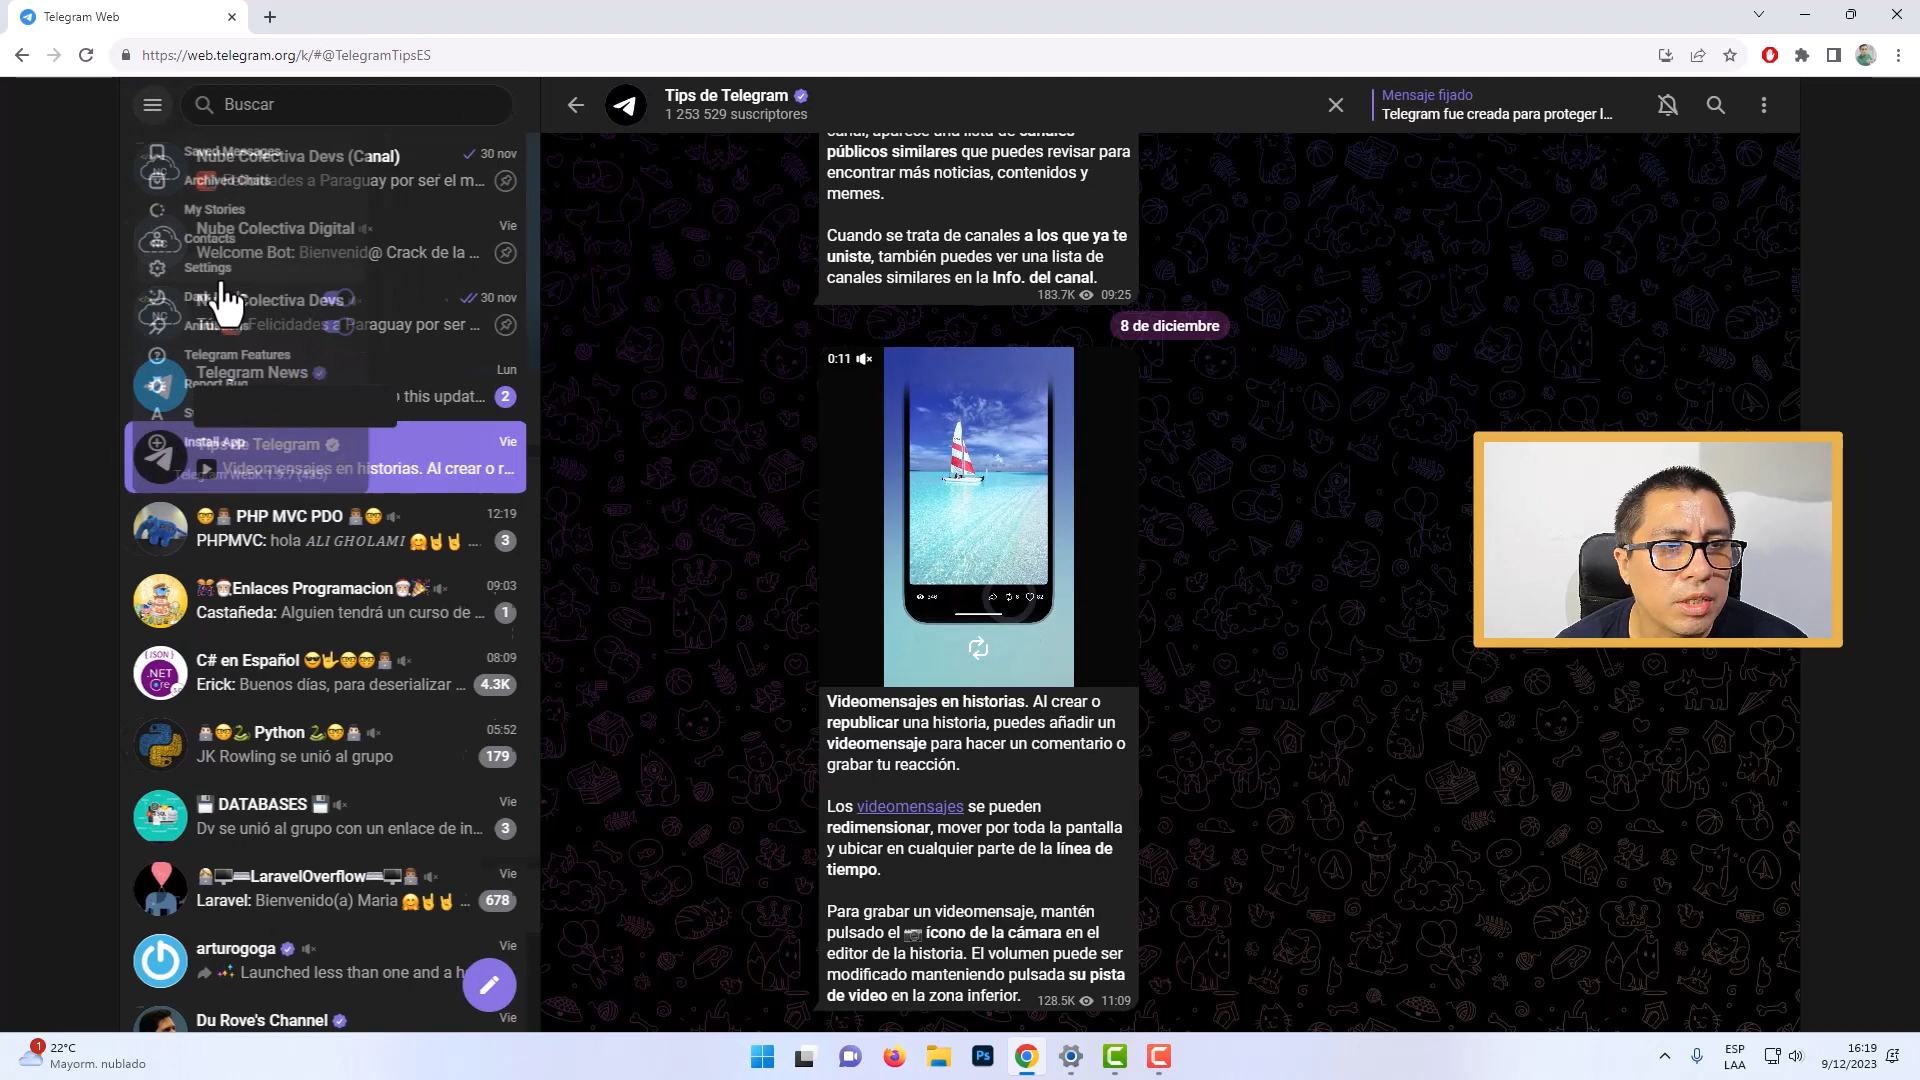 Telegram Web
https://web.telegram.org/k/#@TelegramTipsES
Buscar
Saved Messages
Archived Chats
My Stories
Contacts
Settings
Telegram Features
Report Bug
Install App
Telegram WebK 1.9.7 (435)
Nube Colectiva Devs (Canal)
30 nov
Felicidades a Paraguay por ser el m...
Nube Colectiva Digital
Vie
Welcome Bot: Bienvenid@ Crack de la ...
Colectiva Devs
30 nov
Felicidades a Paraguay por ser ...
Telegram News
Lun
this updat...
2
Tips de Telegram
Vie
Videomensajes en historias. Al crear o r...
PHP MVC PDO
12:19
PHPMVC: hola ALI GHOLAMI 🤗🤘🤘 ...
3
Enlaces Programacion
09:03
Castañeda: Alguien tendrá un curso de ...
1
C# en Español
08:09
Erick: Buenos días, para deserializar ...
4.3K
Python
05:52
JK Rowling se unió al grupo
179
DATABASES
Vie
Dv se unió al grupo con un enlace de in...
3
LaravelOverflow
Vie
Laravel: Bienvenido(a) Maria 🤗🤘🤘 ...
678
arturogoga
Vie
Launched less than one and a h
Du Rove's Channel
Vie
Tips de Telegram
1 253 529 suscriptores
Mensaje fijado
Telegram fue creada para proteger l...
canal, aparece una lista de canales
públicos similares que puedes revisar para
encontrar más noticias, contenidos y
memes.
Cuando se trata de canales a los que ya te
uniste, también puedes ver una lista de
canales similares en la Info. del canal.
183.7K 09:25
8 de diciembre
0:11
Videomensajes en historias. Al crear o
republicar una historia, puedes añadir un
videomensaje para hacer un comentario o
grabar tu reacción.
Los videomensajes se pueden
redimensionar, mover por toda la pantalla
y ubicar en cualquier parte de la línea de
tiempo.
Para grabar un videomensaje, mantén
pulsado el 📷 ícono de la cámara en el
editor de la historia. El volumen puede ser
modificado manteniendo pulsada su pista
de video en la zona inferior.
128.5K 11:09
1
22°C
Mayorm. nublado
Ps
ESP
LAA
16:19
9/12/2023